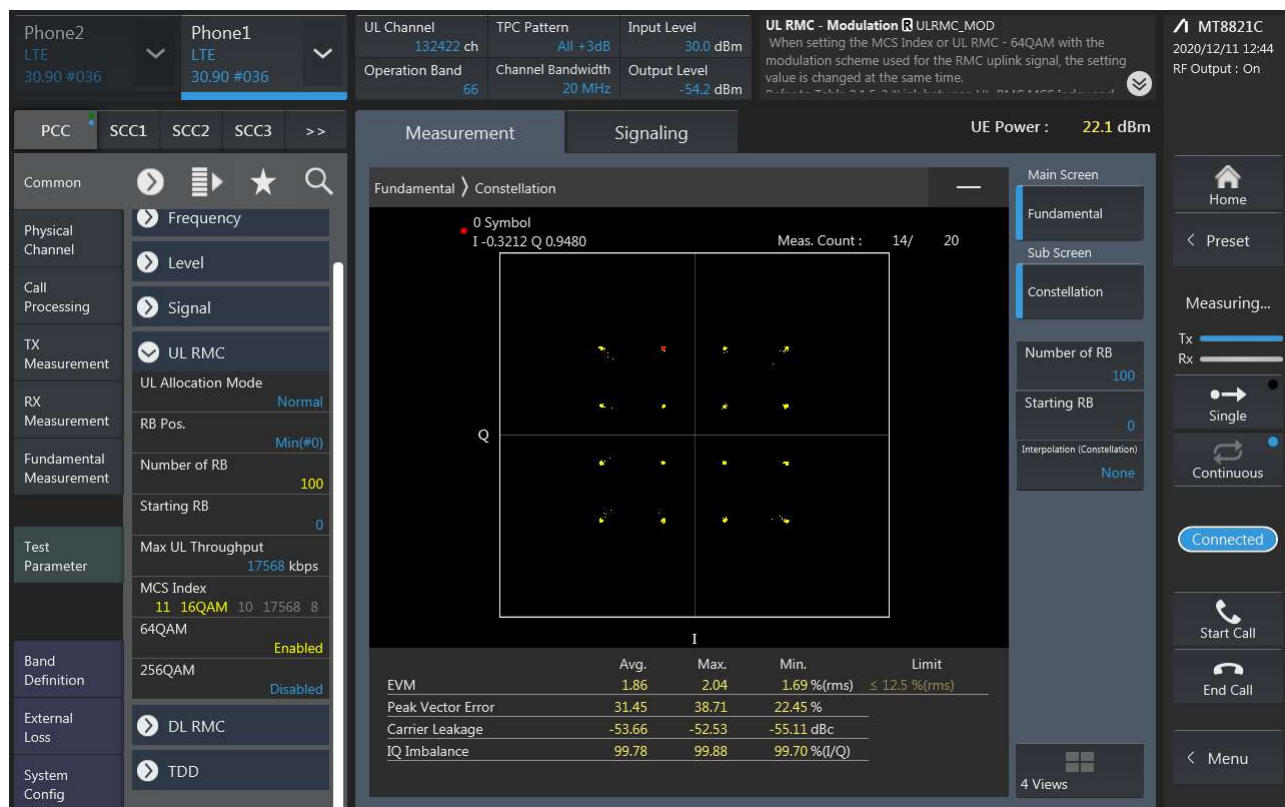 Phone2
LTE
30.90 #036
Phone1
LTE
30.90 #036
UL Channel
132422 ch
TPC Pattern
All +3dB
Input Level
30.0 dBm
Operation Band
66
Channel Bandwidth
20 MHz
Output Level
-54.2 dBm
UL RMC - Modulation R ULRMC_MOD
When setting the MCS Index or UL RMC - 64QAM with the
modulation scheme used for the RMC uplink signal, the setting
value is changed at the same time.
MT8821C
2020/12/11 12:44
RF Output : On
PCC SCC1 SCC2 SCC3 >>
Measurement
Signaling
UE Power : 22.1 dBm
Common
Physical
Channel
Call
Processing
TX
Measurement
RX
Measurement
Fundamental
Measurement
Test
Parameter
Band
Definition
External
Loss
System
Config
Frequency
Level
Signal
UL RMC
UL Allocation Mode
Normal
RB Pos.
Min(#0)
Number of RB
100
Starting RB
0
Max UL Throughput
17568 kbps
MCS Index
11 16QAM 10 17568 8
64QAM
Enabled
256QAM
Disabled
DL RMC
TDD
Fundamental 〉 Constellation
0 Symbol
I -0.3212 Q 0.9480
Meas. Count : 14/ 20
Q
I
Avg. Max. Min. Limit
EVM 1.86 2.04 1.69 %(rms) ≤ 12.5 %(rms)
Peak Vector Error 31.45 38.71 22.45 %
Carrier Leakage -53.66 -52.53 -55.11 dBc
IQ Imbalance 99.78 99.88 99.70 %(I/Q)
Main Screen
Fundamental
Sub Screen
Constellation
Number of RB
100
Starting RB
0
Interpolation (Constellation)
None
4 Views
Home
< Preset
Measuring...
Tx
Rx
Single
Continuous
Connected
Start Call
End Call
< Menu